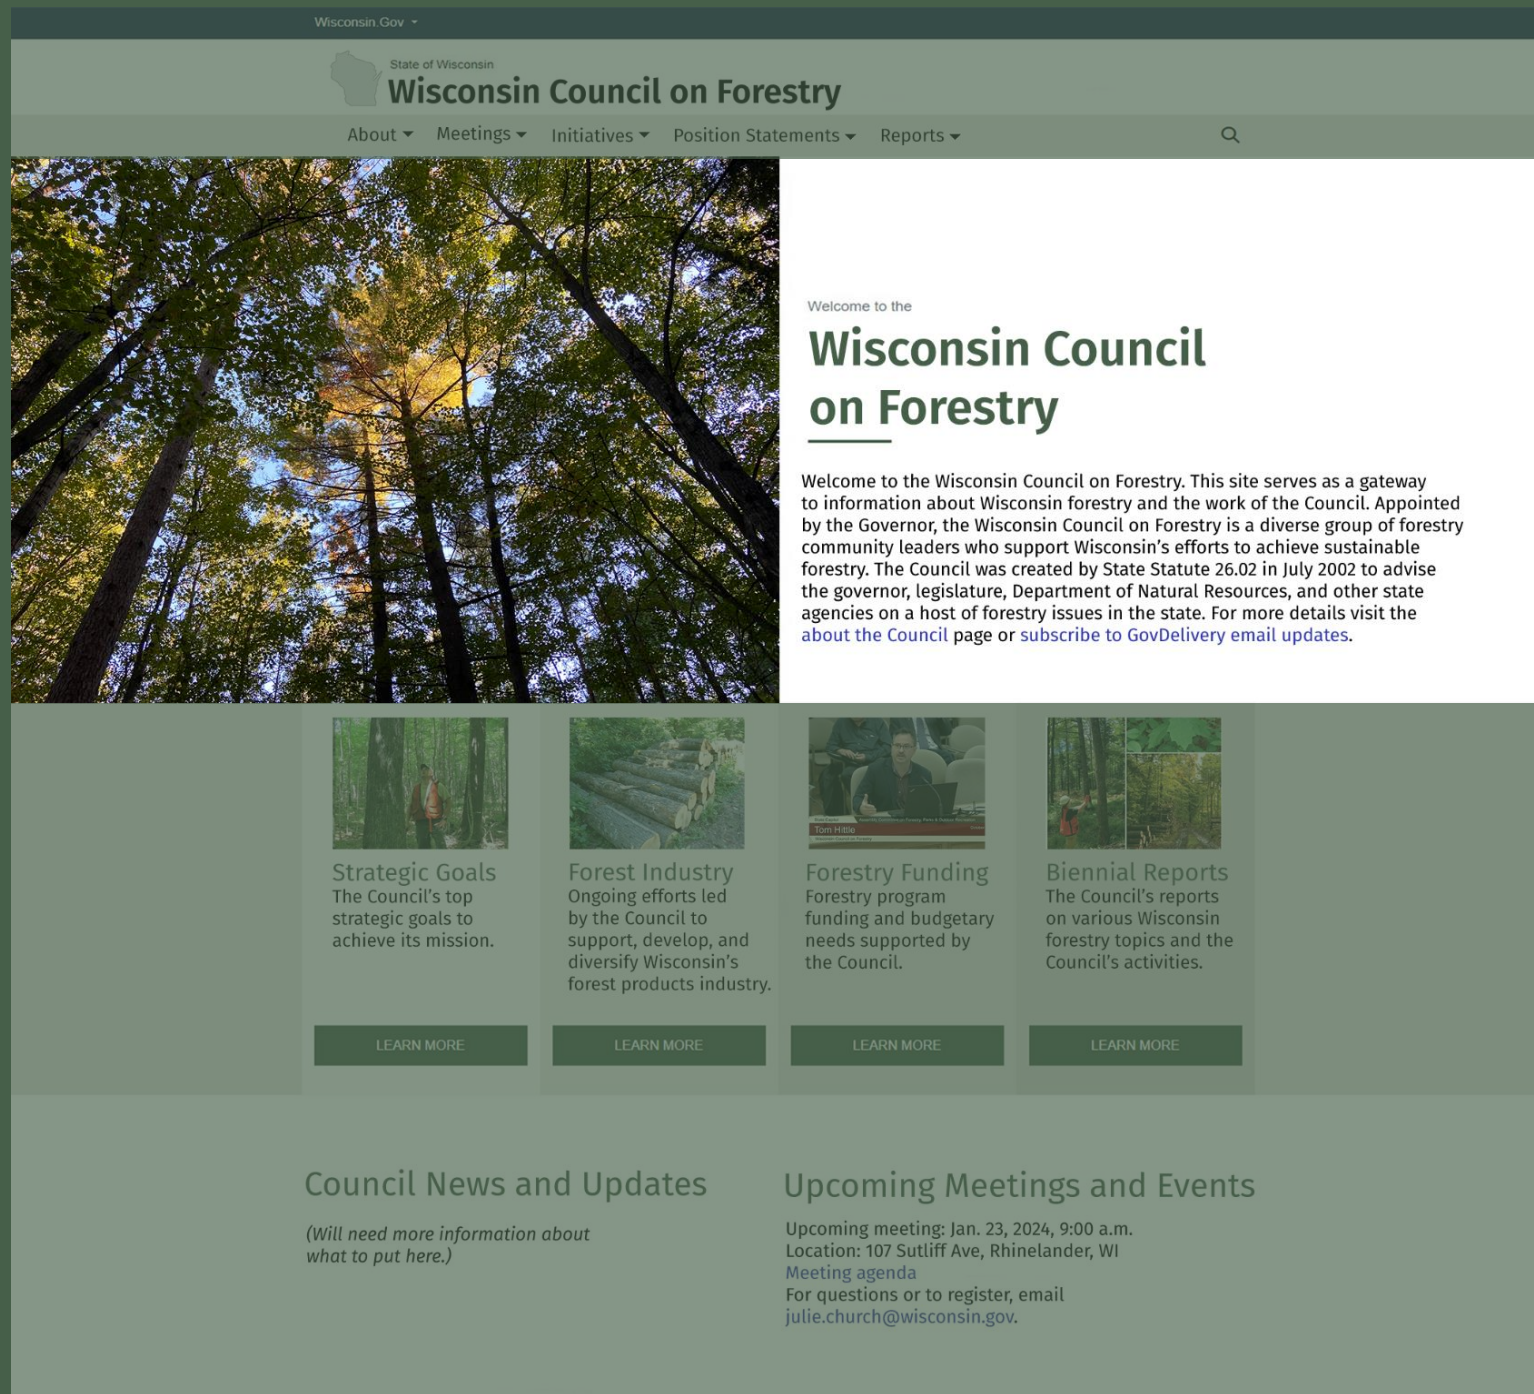 Wisconsin.Gov
State of Wisconsin
Wisconsin Council on Forestry
About Meetings Initiatives Position Statements Reports
Welcome to the
Wisconsin Council
on Forestry
Welcome to the Wisconsin Council on Forestry. This site serves as a gateway
to information about Wisconsin forestry and the work of the Council. Appointed
by the Governor, the Wisconsin Council on Forestry is a diverse group of forestry
community leaders who support Wisconsin's efforts to achieve sustainable
forestry. The Council was created by State Statute 26.02 in July 2002 to advise
the governor, legislature, Department of Natural Resources, and other state
agencies on a host of forestry issues in the state. For more details visit the
about the Council page or subscribe to GovDelivery email updates.
Strategic Goals
The Council's top
strategic goals to
achieve its mission.
LEARN MORE
Forest Industry
Ongoing efforts led
by the Council to
support, develop, and
diversify Wisconsin's
forest products industry.
LEARN MORE
Tom Hittle
Forestry Funding
Forestry program
funding and budgetary
needs supported by
the Council.
LEARN MORE
Biennial Reports
The Council's reports
on various Wisconsin
forestry topics and the
Council's activities.
LEARN MORE
Council News and Updates
(Will need more information about
what to put here.)
Upcoming Meetings and Events
Upcoming meeting: Jan. 23, 2024, 9:00 a.m.
Location: 107 Sutliff Ave, Rhinelander, WI
Meeting agenda
For questions or to register, email
julie.church@wisconsin.gov.